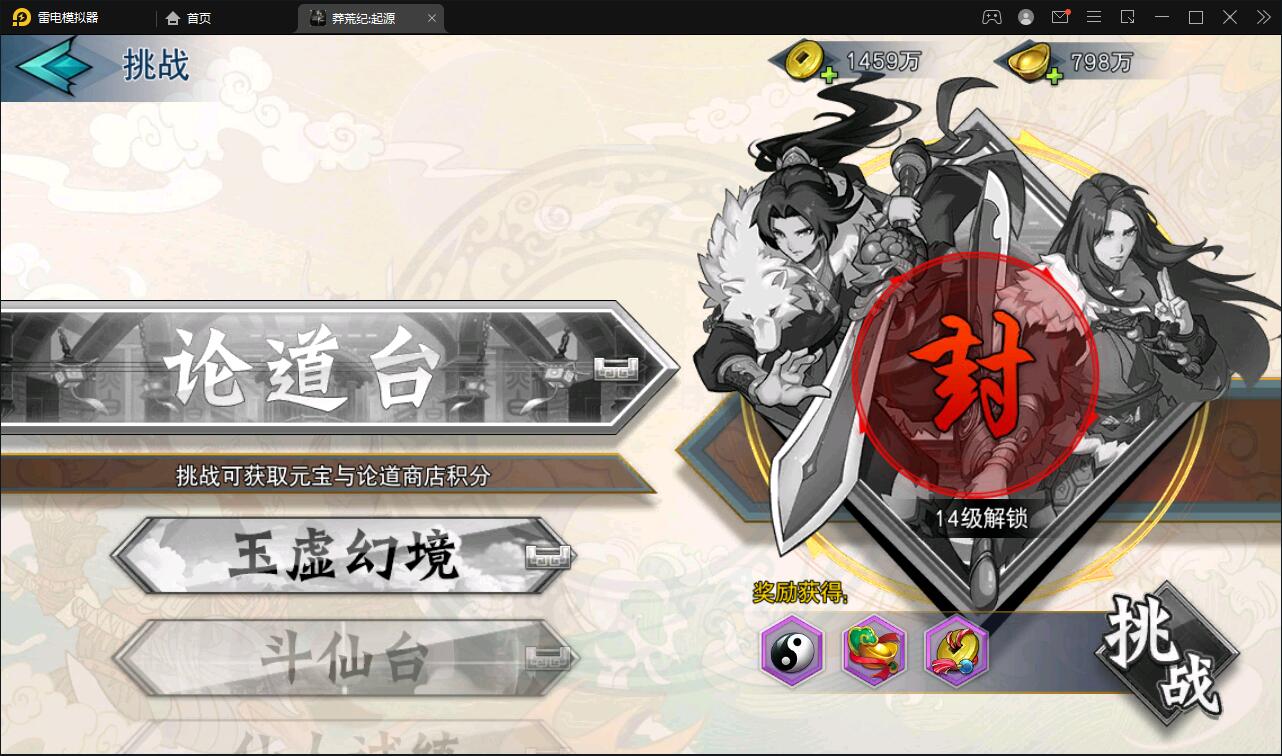 雷电模拟器
首页
莽荒纪:起源
挑战
1459万
798万
论道台
挑战可获取元宝与论道商店积分
玉虚幻境
斗仙台
封
14级解锁
奖励获得:
挑战